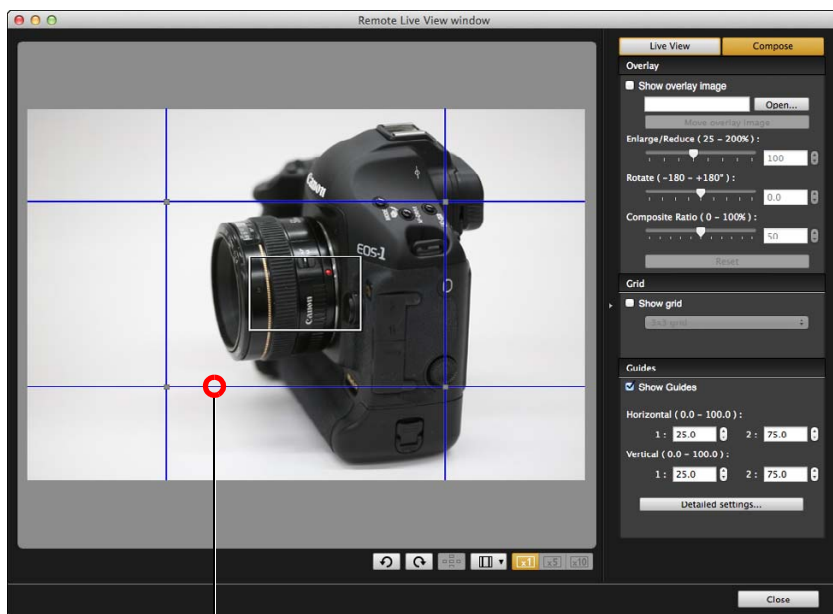 Remote Live View window
Live View
Compose
Overlay
Show overlay image
Open...
Move overlay image
Enlarge/Reduce ( 25 – 200% ) :
100
Rotate ( –180 – +180° ) :
0.0
Composite Ratio ( 0 – 100% ) :
50
Reset
Grid
Show grid
3x3 grid
Guides
Show Guides
Horizontal ( 0.0 – 100.0 ) :
1 : 25.0 2 : 75.0
Vertical ( 0.0 – 100.0 ) :
1 : 25.0 2 : 75.0
Detailed settings...
Canon
EOS-1
Canon
x1 x5 x10
Close